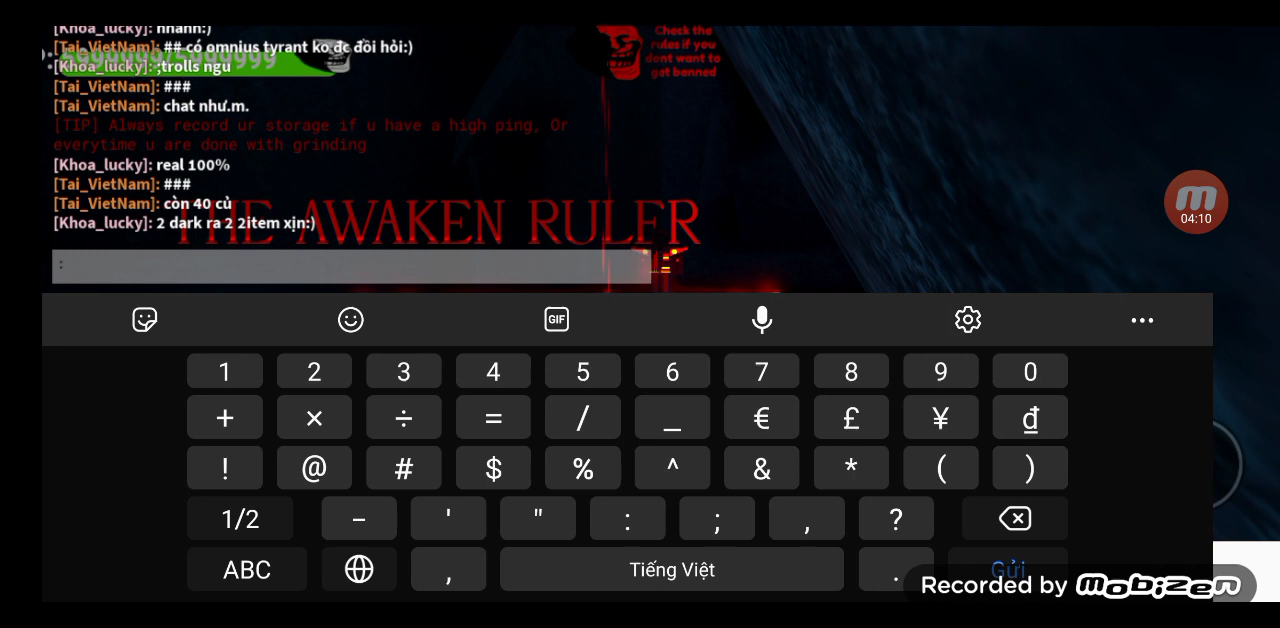 [Khoa_lucky]: nhanh:)
[Tai_VietNam]: ## có omnius tyrant ko đc đòi hỏi:)
[Khoa_lucky]: ;trolls ngu
[Tai_VietNam]: ###
[Tai_VietNam]: chat như.m.
[TIP] Always record ur storage if u have a high ping, Or
everytime u are done with grinding
[Khoa_lucky]: real 100%
[Tai_VietNam]: ###
[Tai_VietNam]: còn 40 củ
[Khoa_lucky]: 2 dark ra 2 2item xịn:)
Check the
rules if you
dont want to
get banned
THE AWAKEN RULER
04:10
:
GIF
1 2 3 4 5 6 7 8 9 0
+ × ÷ = / _ € £ ¥ ₫
! @ # $ % ^ & * ( )
1/2 - ' " : ; , ?
ABC , Tiếng Việt . Gửi
Recorded by mobizen